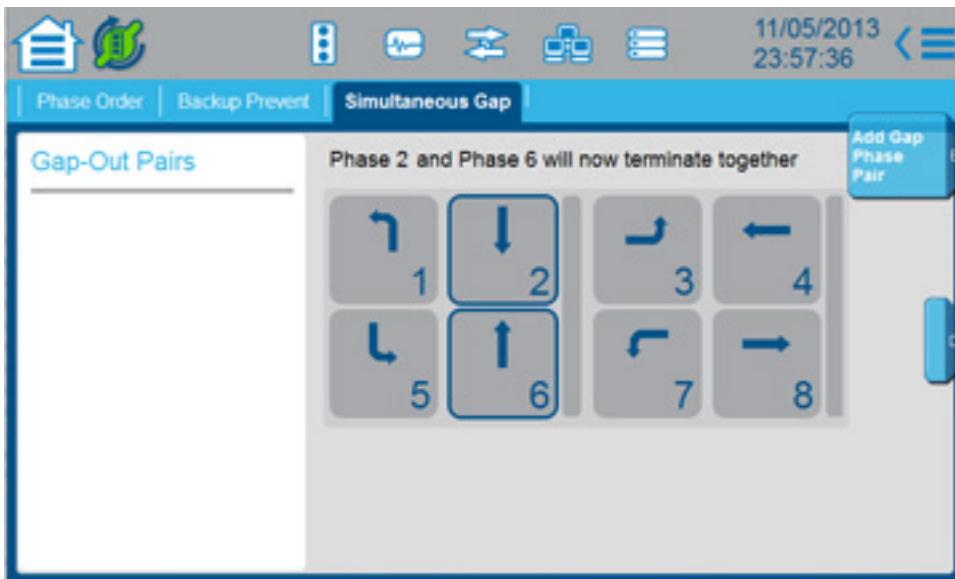 11/05/2013
23:57:36
Phase Order
Backup Prevent
Simultaneous Gap
Gap-Out Pairs
Phase 2 and Phase 6 will now terminate together
Add Gap
Phase
Pair
1
2
3
4
5
6
7
8